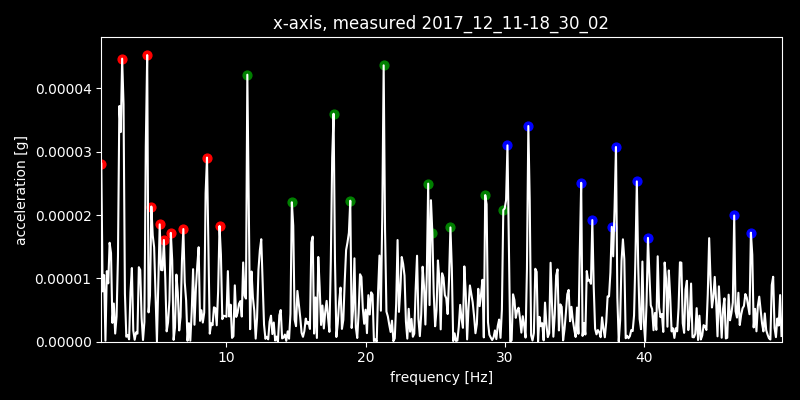 x-axis, measured 2017_12_11-18_30_02
acceleration [g]
0.00004
0.00003
0.00002
0.00001
0.00000
10 20 30 40
frequency [Hz]